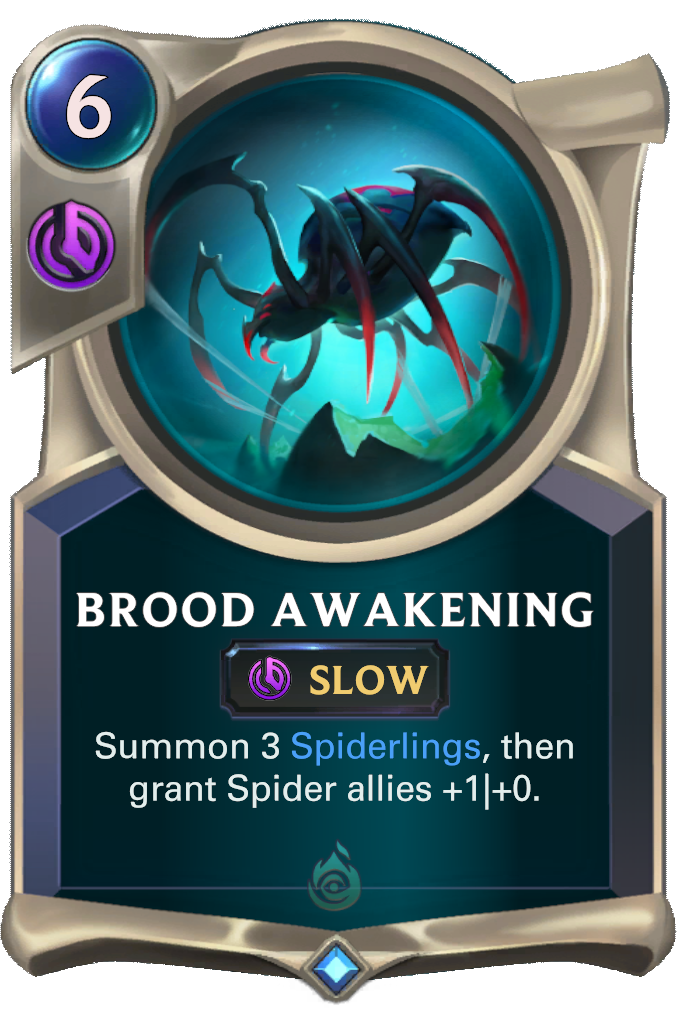 6
BROOD AWAKENING
SLOW
Summon 3 Spiderlings, then
grant Spider allies +1|+0.